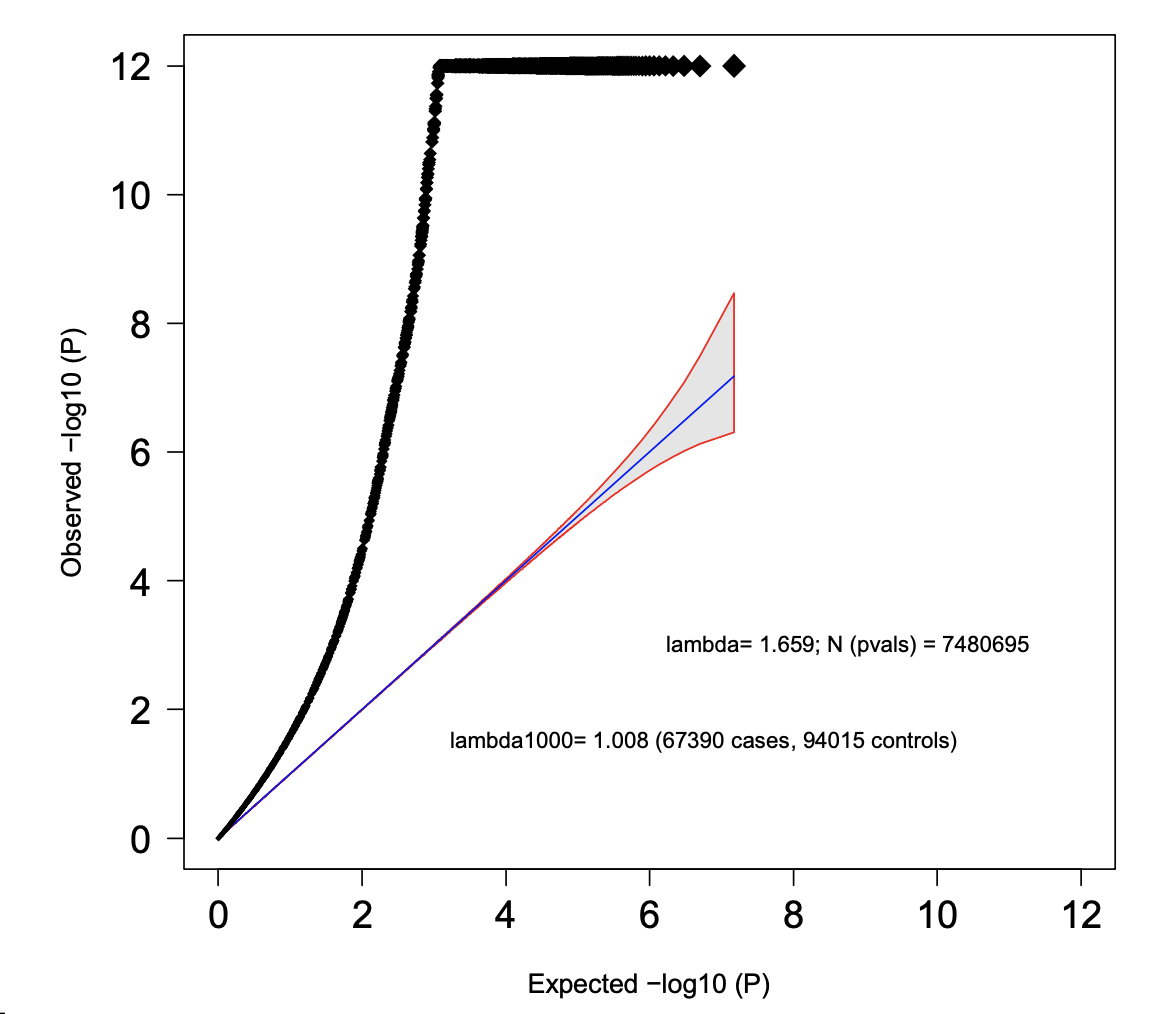 12
10
8
6
4
2
0
Observed −log10 (P)
lambda= 1.659; N (pvals) = 7480695
lambda1000= 1.008 (67390 cases, 94015 controls)
0 2 4 6 8 10 12
Expected −log10 (P)